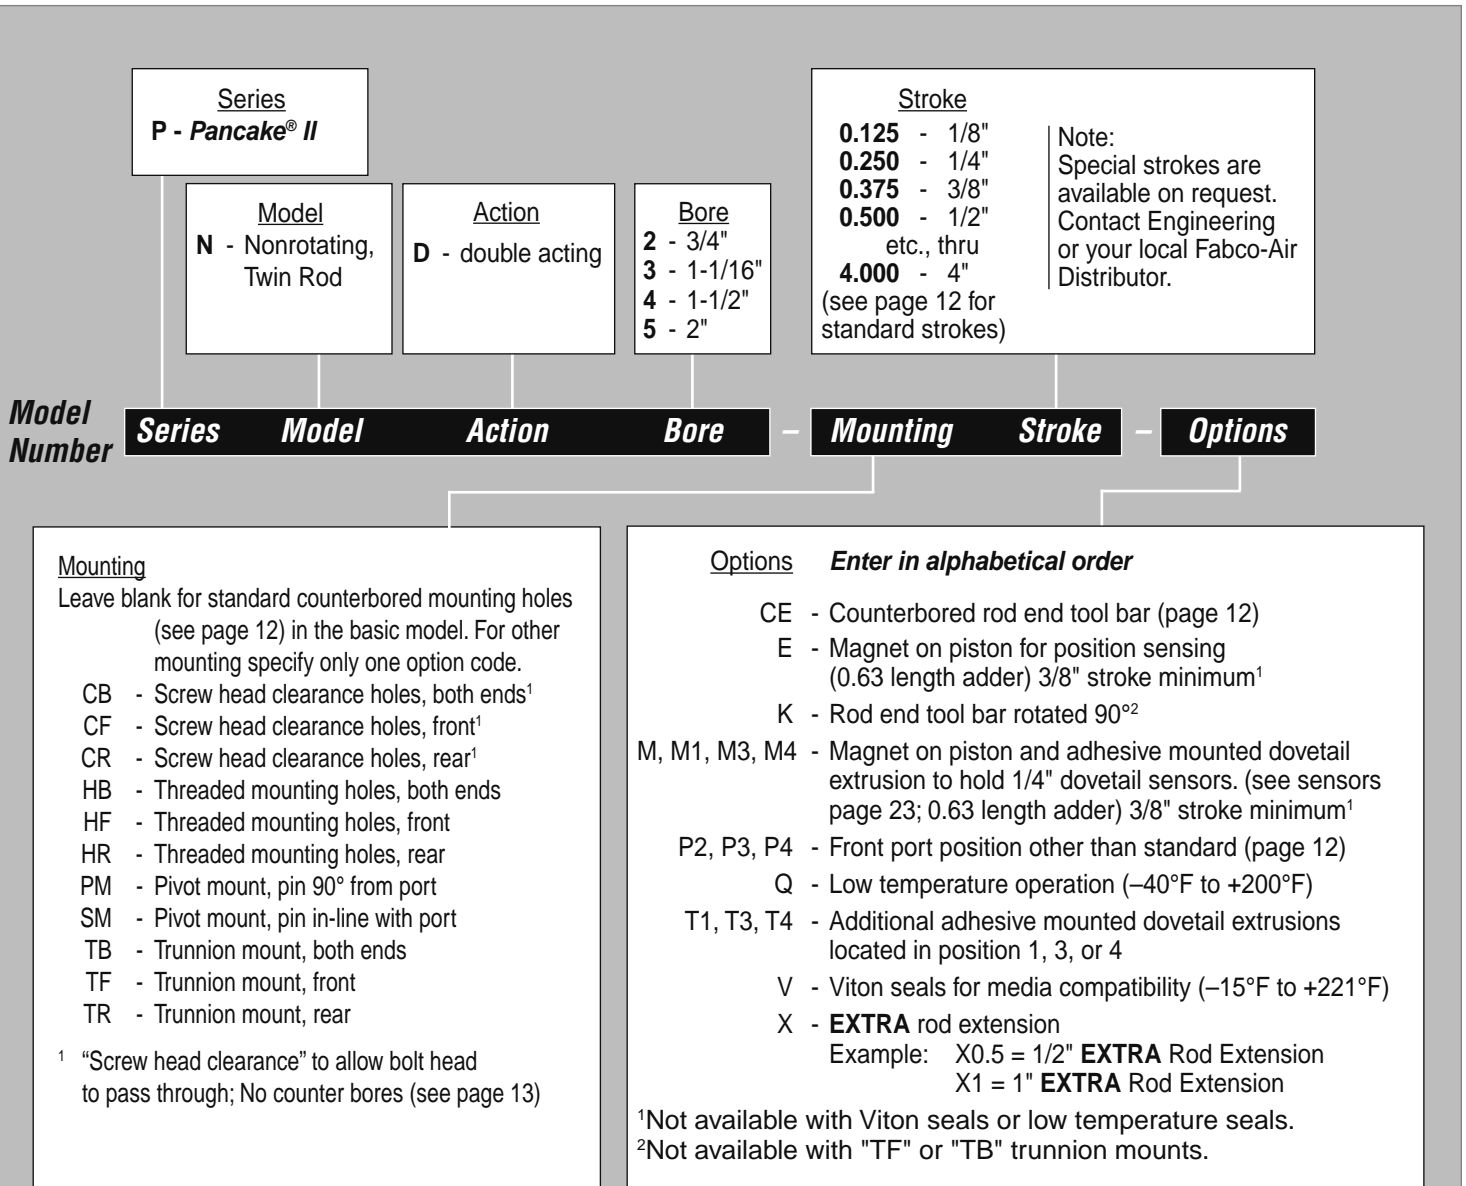 Series
P - Pancake® II
Model
N - Nonrotating,
Twin Rod
Action
D - double acting
Bore
2 - 3/4"
3 - 1-1/16"
4 - 1-1/2"
5 - 2"
Stroke
0.125 - 1/8"
0.250 - 1/4"
0.375 - 3/8"
0.500 - 1/2"
etc., thru
4.000 - 4"
(see page 12 for
standard strokes)
Note:
Special strokes are
available on request.
Contact Engineering
or your local Fabco-Air
Distributor.
Model
Number
Series Model Action Bore – Mounting Stroke – Options
Mounting
Leave blank for standard counterbored mounting holes
(see page 12) in the basic model. For other
mounting specify only one option code.
CB - Screw head clearance holes, both ends¹
CF - Screw head clearance holes, front¹
CR - Screw head clearance holes, rear¹
HB - Threaded mounting holes, both ends
HF - Threaded mounting holes, front
HR - Threaded mounting holes, rear
PM - Pivot mount, pin 90° from port
SM - Pivot mount, pin in-line with port
TB - Trunnion mount, both ends
TF - Trunnion mount, front
TR - Trunnion mount, rear
¹ “Screw head clearance” to allow bolt head
to pass through; No counter bores (see page 13)
Options Enter in alphabetical order
CE - Counterbored rod end tool bar (page 12)
E - Magnet on piston for position sensing
(0.63 length adder) 3/8" stroke minimum¹
K - Rod end tool bar rotated 90°²
M, M1, M3, M4 - Magnet on piston and adhesive mounted dovetail
extrusion to hold 1/4" dovetail sensors. (see sensors
page 23; 0.63 length adder) 3/8" stroke minimum¹
P2, P3, P4 - Front port position other than standard (page 12)
Q - Low temperature operation (–40°F to +200°F)
T1, T3, T4 - Additional adhesive mounted dovetail extrusions
located in position 1, 3, or 4
V - Viton seals for media compatibility (–15°F to +221°F)
X - EXTRA rod extension
Example: X0.5 = 1/2" EXTRA Rod Extension
X1 = 1" EXTRA Rod Extension
¹Not available with Viton seals or low temperature seals.
²Not available with "TF" or "TB" trunnion mounts.